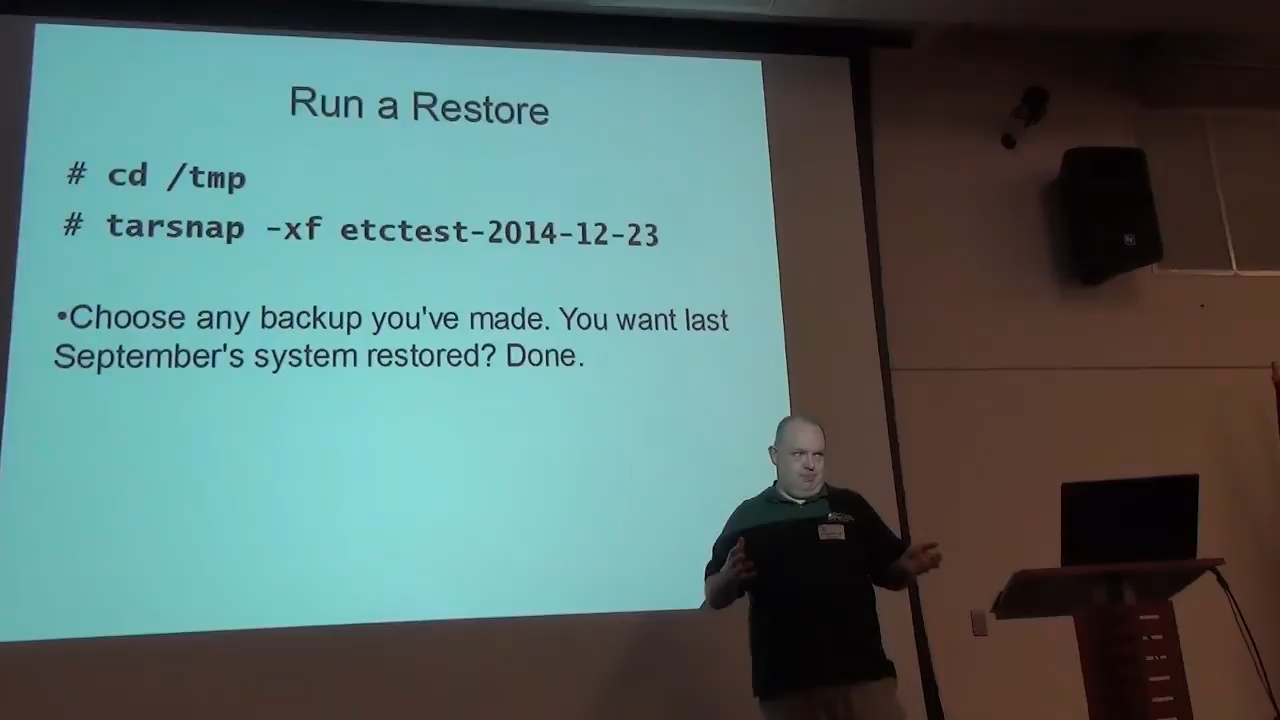 Run a Restore
# cd /tmp
# tarsnap -xf etctest-2014-12-23
•Choose any backup you've made. You want last
September's system restored? Done.